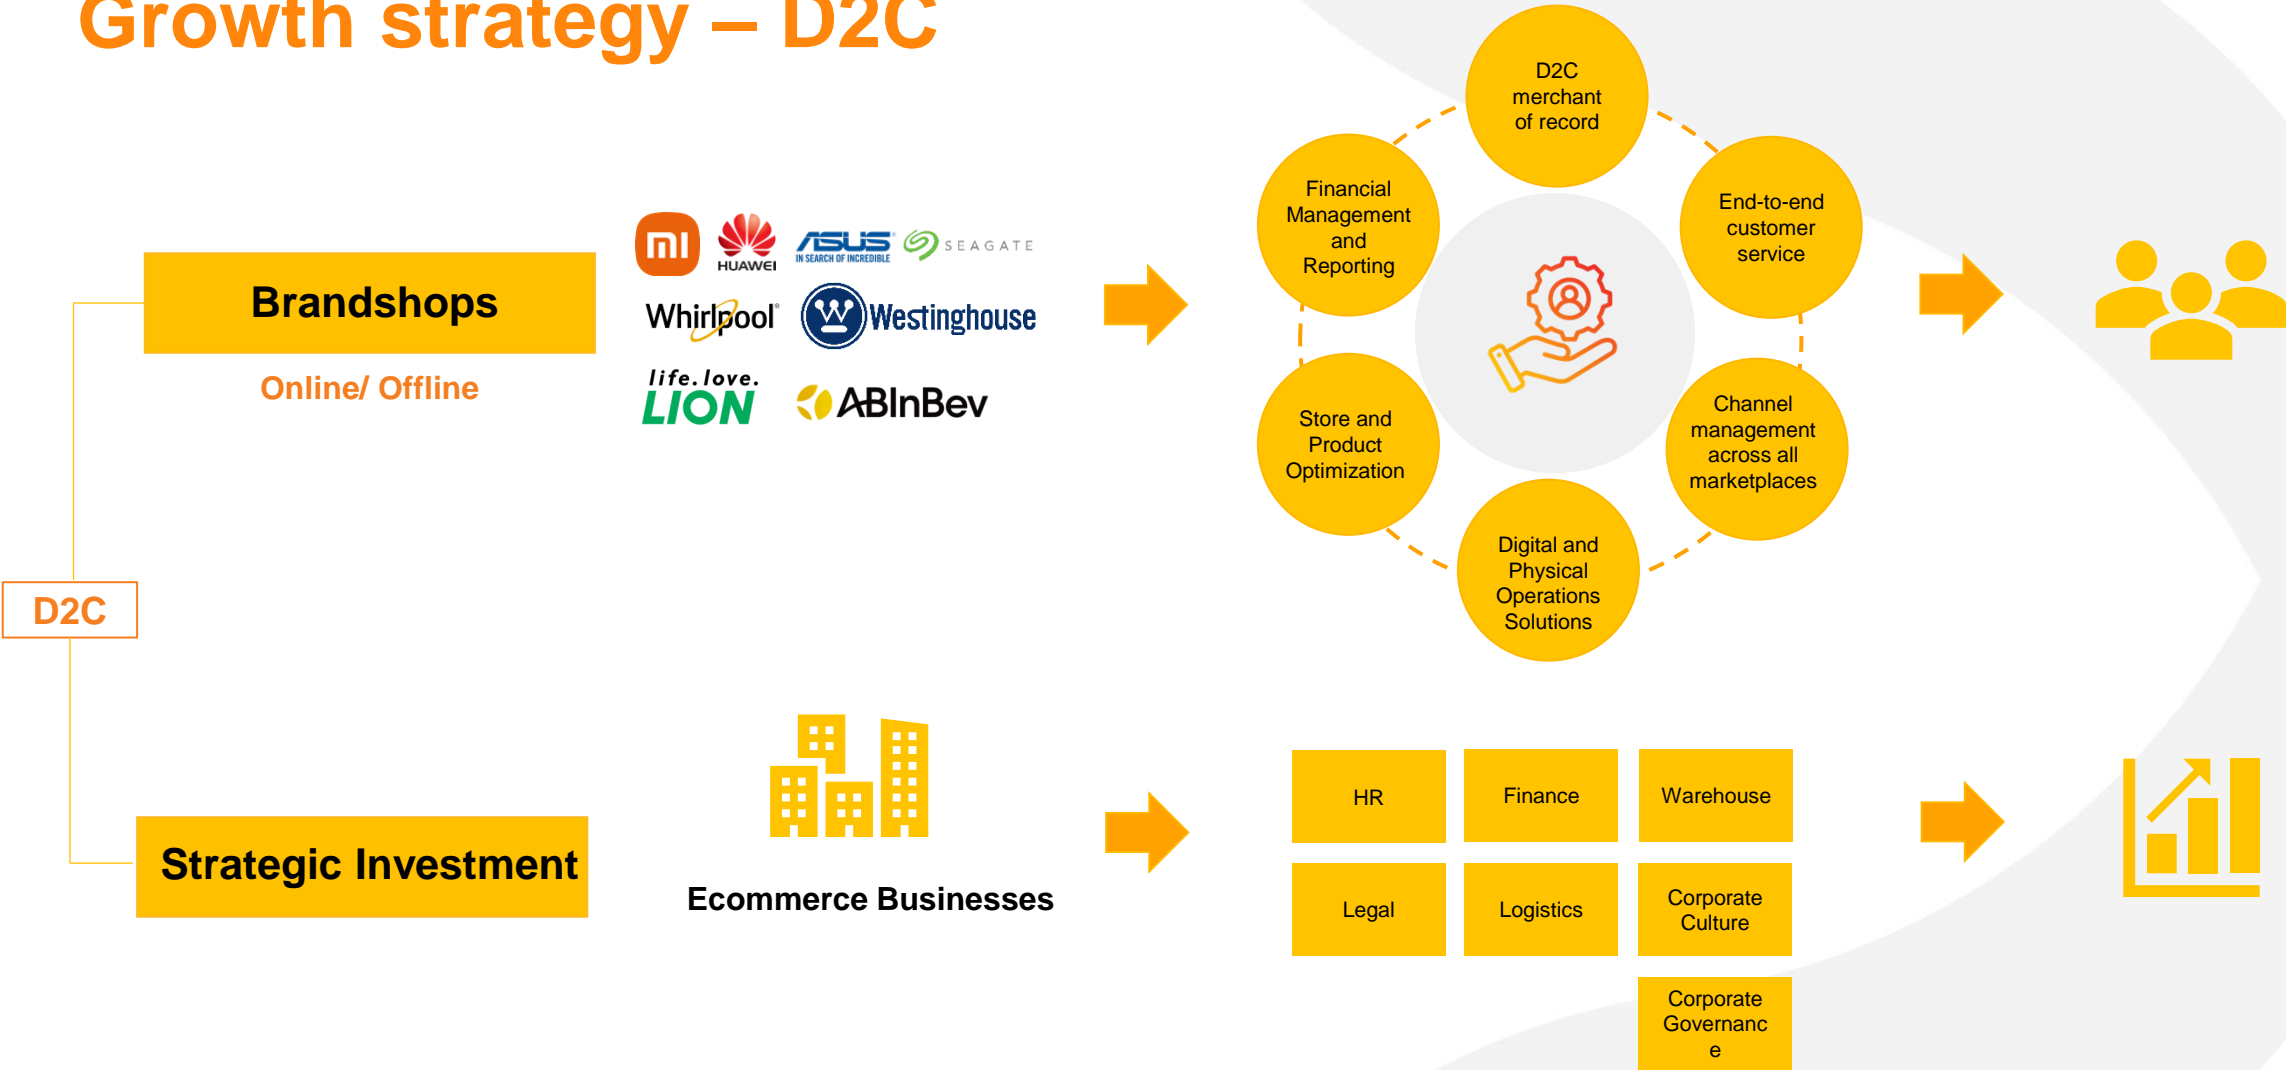 Growth strategy – D2C
D2C
Brandshops
Online/ Offline
mi
HUAWEI
ASUS
IN SEARCH OF INCREDIBLE
SEAGATE
Whirlpool
W Westinghouse
life.love.
LION
ABInBev
D2C
merchant
of record
End-to-end
customer
service
Channel
management
across all
marketplaces
Digital and
Physical
Operations
Solutions
Store and
Product
Optimization
Financial
Management
and
Reporting
Strategic Investment
Ecommerce Businesses
HR
Finance
Warehouse
Legal
Logistics
Corporate
Culture
Corporate
Governanc
e